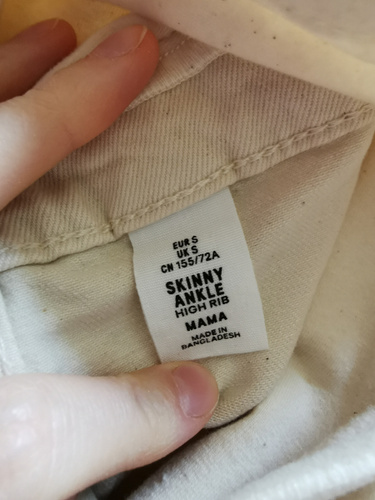 EUR S
UK S
CN 155/72A
SKINNY
ANKLE
HIGH RIB
MAMA
MADE IN
BANGLADESH